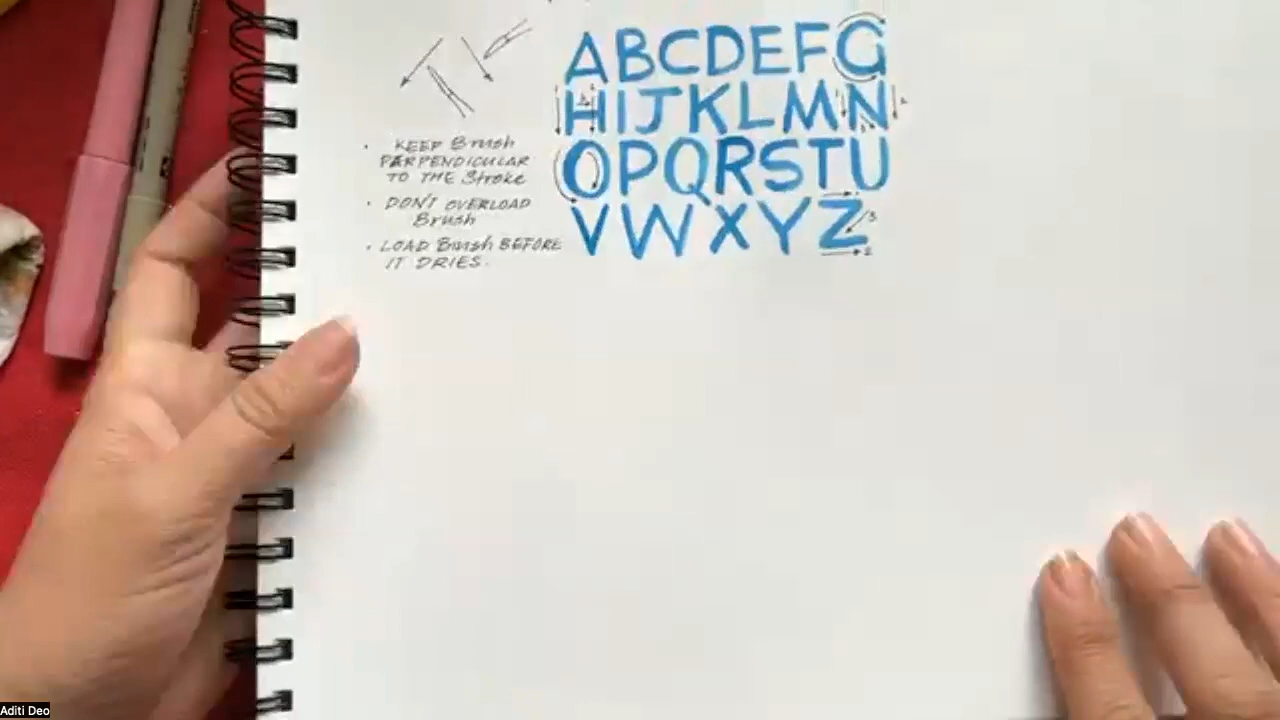 ABCDEFG
HIJKLMN
OPQRSTU
VWXYZ
· KEEP Brush
PERPENDICULAR
TO THE Stroke
· DON'T OVERLOAD
Brush
· LOAD Brush BEFORE
IT DRIES.
Aditi Deo